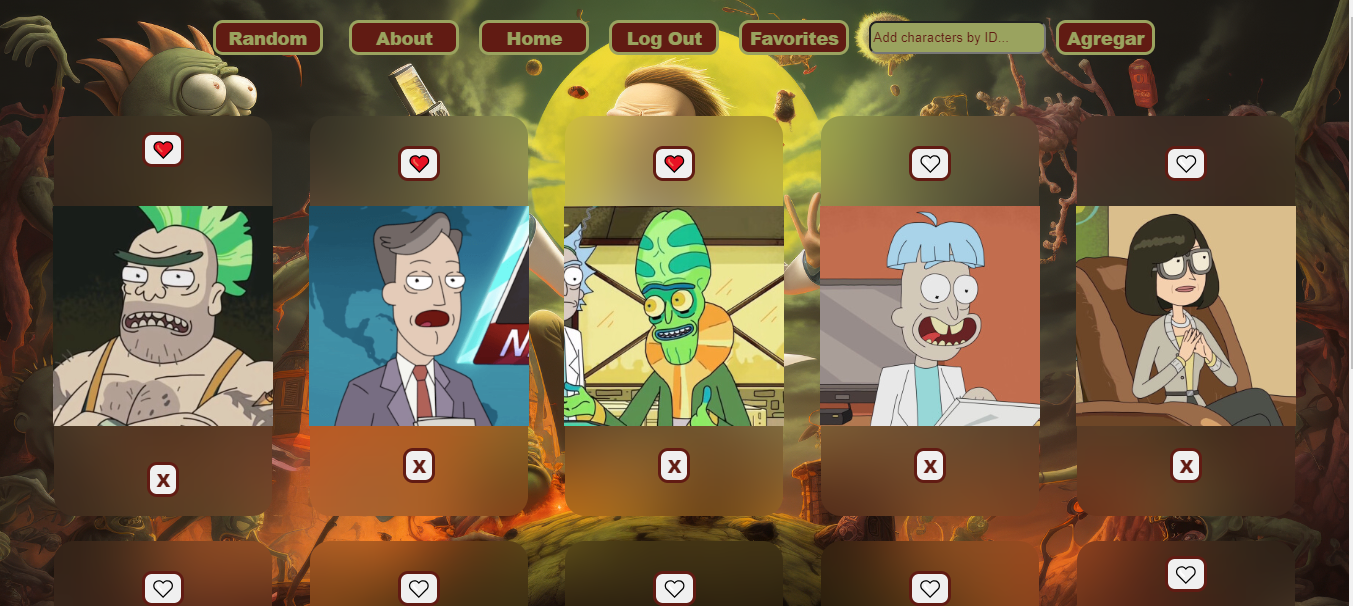 Random
About
Home
Log Out
Favorites
Add characters by ID...
Agregar
N
X
X
X
X
X